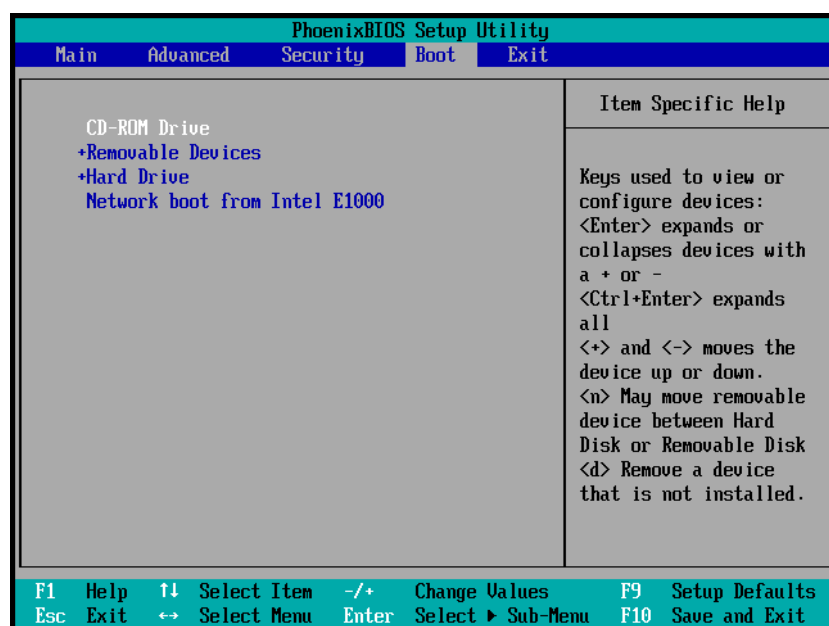 PhoenixBIOS Setup Utility
Main Advanced Security Boot Exit
CD-ROM Drive
+Removable Devices
+Hard Drive
Network boot from Intel E1000
Item Specific Help
Keys used to view or
configure devices:
<Enter> expands or
collapses devices with
a + or -
<Ctrl+Enter> expands
all
<+> and <-> moves the
device up or down.
<n> May move removable
device between Hard
Disk or Removable Disk
<d> Remove a device
that is not installed.
F1 Help ↑↓ Select Item -/+ Change Values F9 Setup Defaults
Esc Exit ↔ Select Menu Enter Select ▶ Sub-Menu F10 Save and Exit